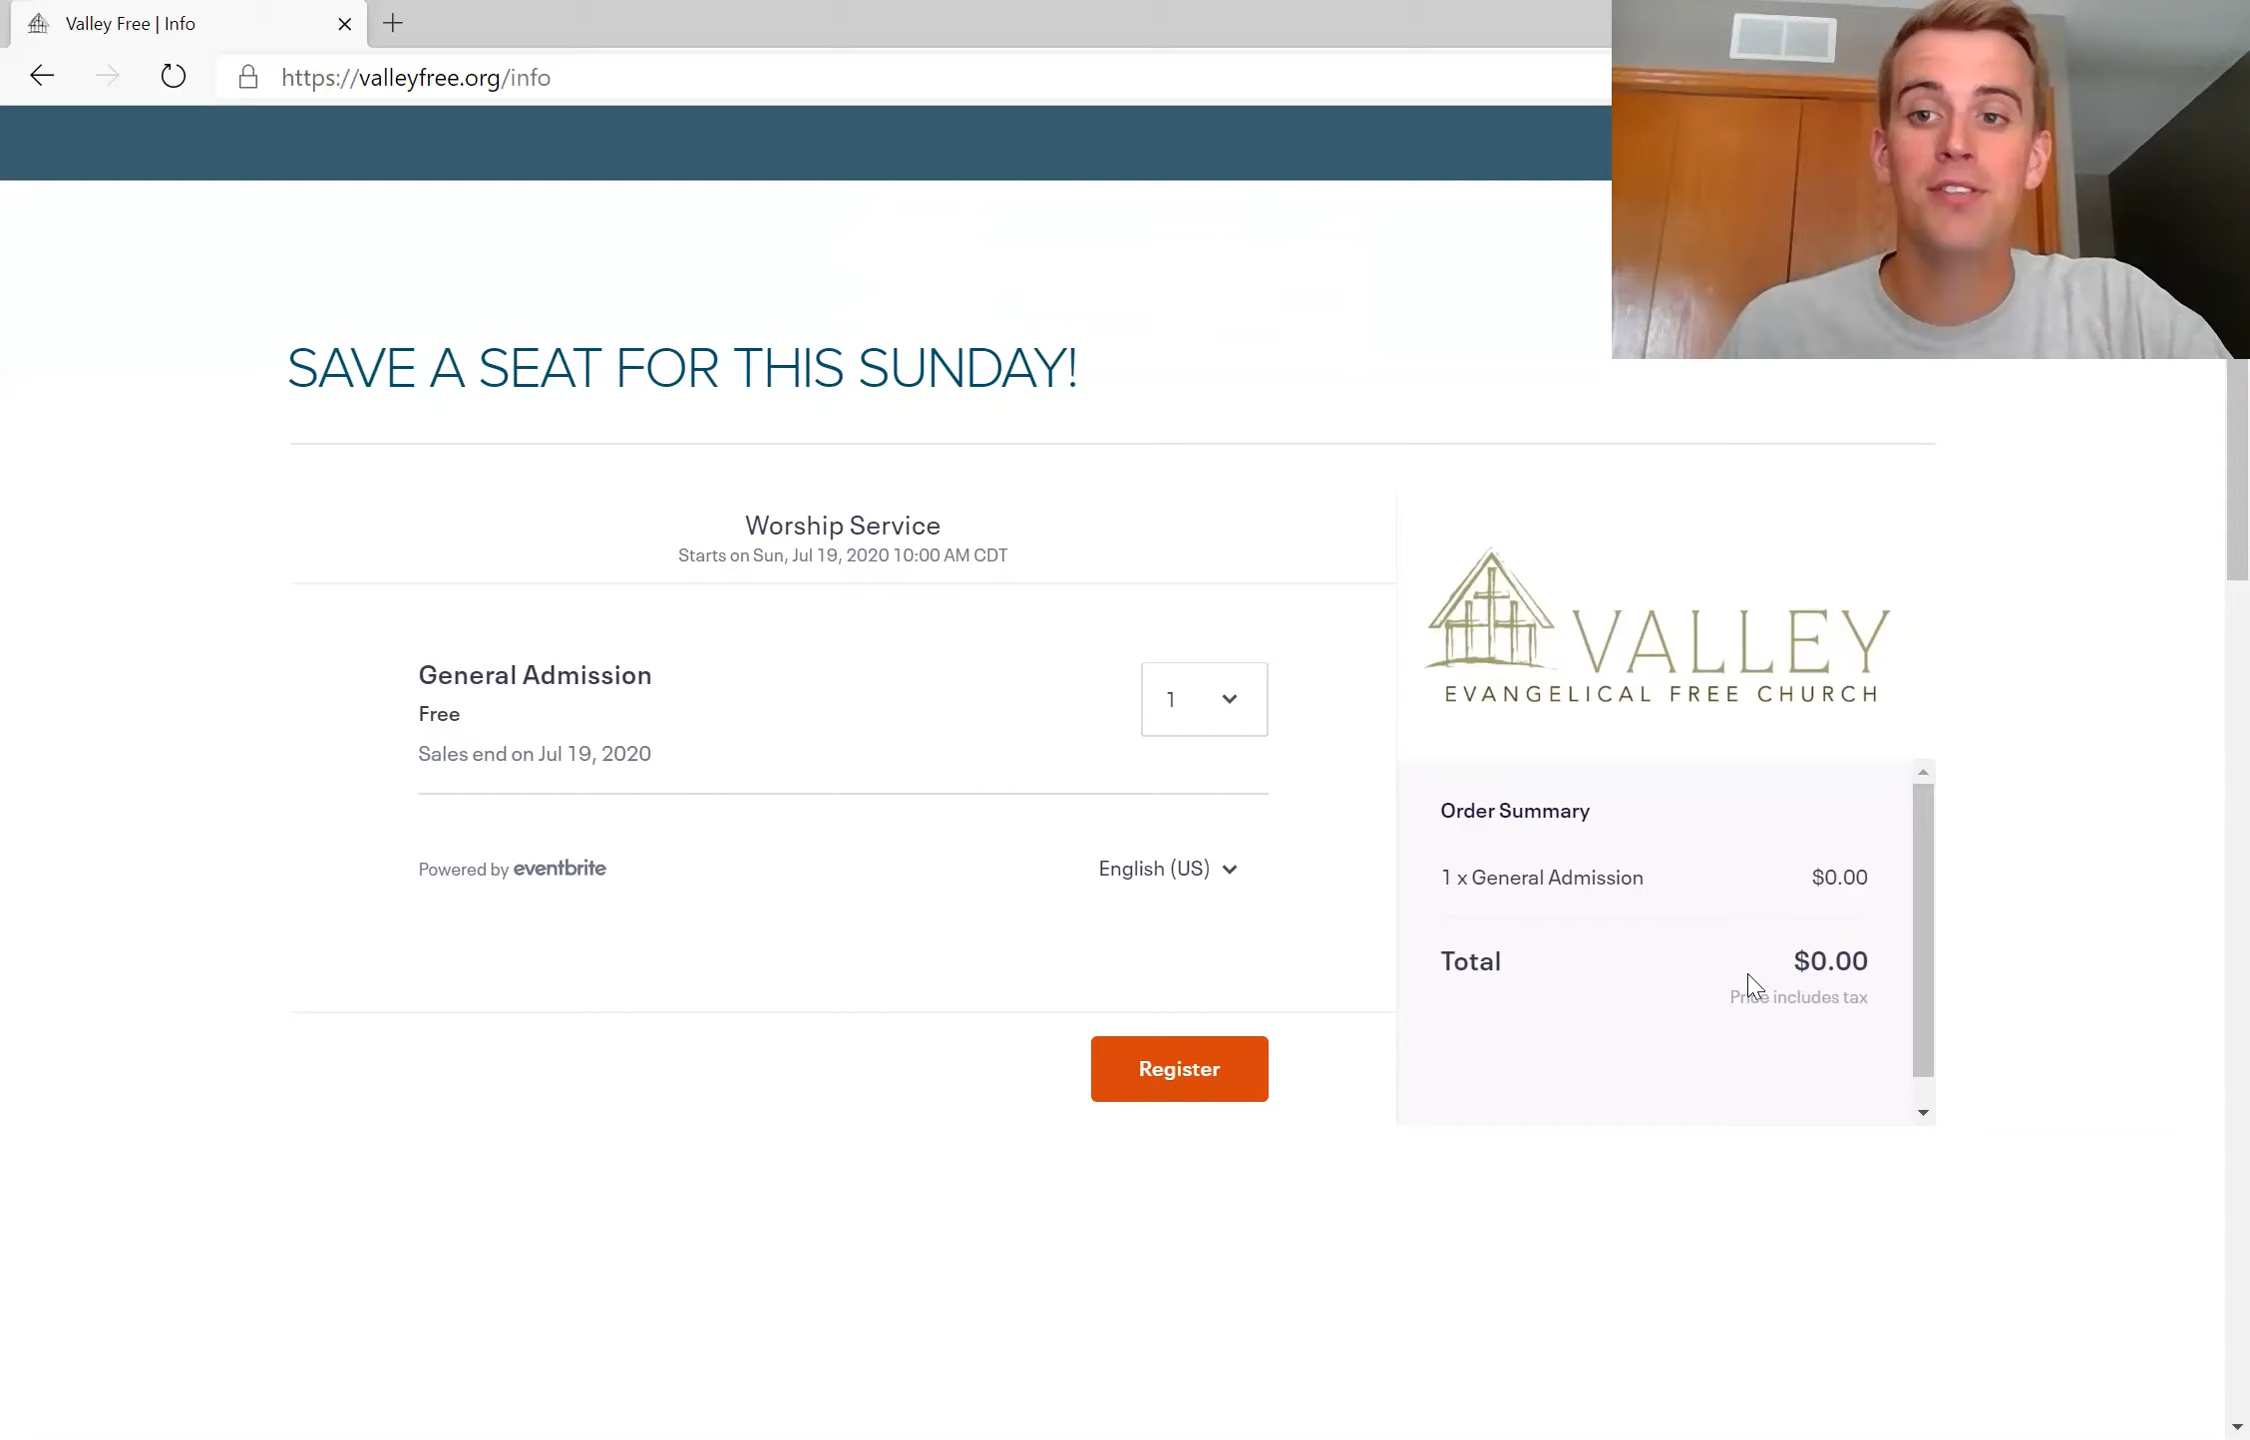 Valley Free | Info
https://valleyfree.org/info
SAVE A SEAT FOR THIS SUNDAY!
Worship Service
Starts on Sun, Jul 19, 2020 10:00 AM CDT
General Admission
Free
Sales end on Jul 19, 2020
1
Powered by eventbrite
English (US)
Register
VALLEY
EVANGELICAL FREE CHURCH
Order Summary
1 x General Admission $0.00
Total $0.00
Price includes tax